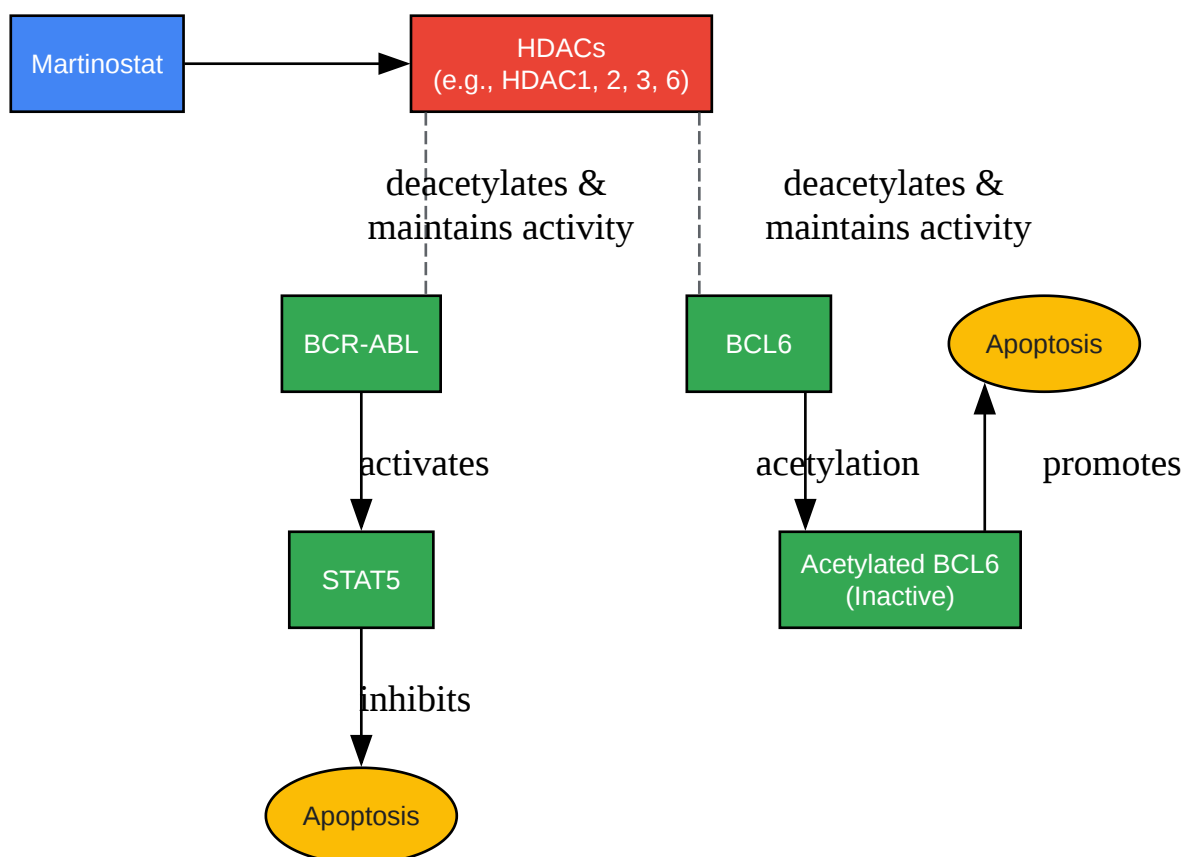 Martinostat
HDACs
(e.g., HDAC1, 2, 3, 6)
deacetylates &
maintains activity
deacetylates &
maintains activity
BCR-ABL
BCL6
Apoptosis
activates
acetylation
promotes
STAT5
Acetylated BCL6
(Inactive)
inhibits
Apoptosis